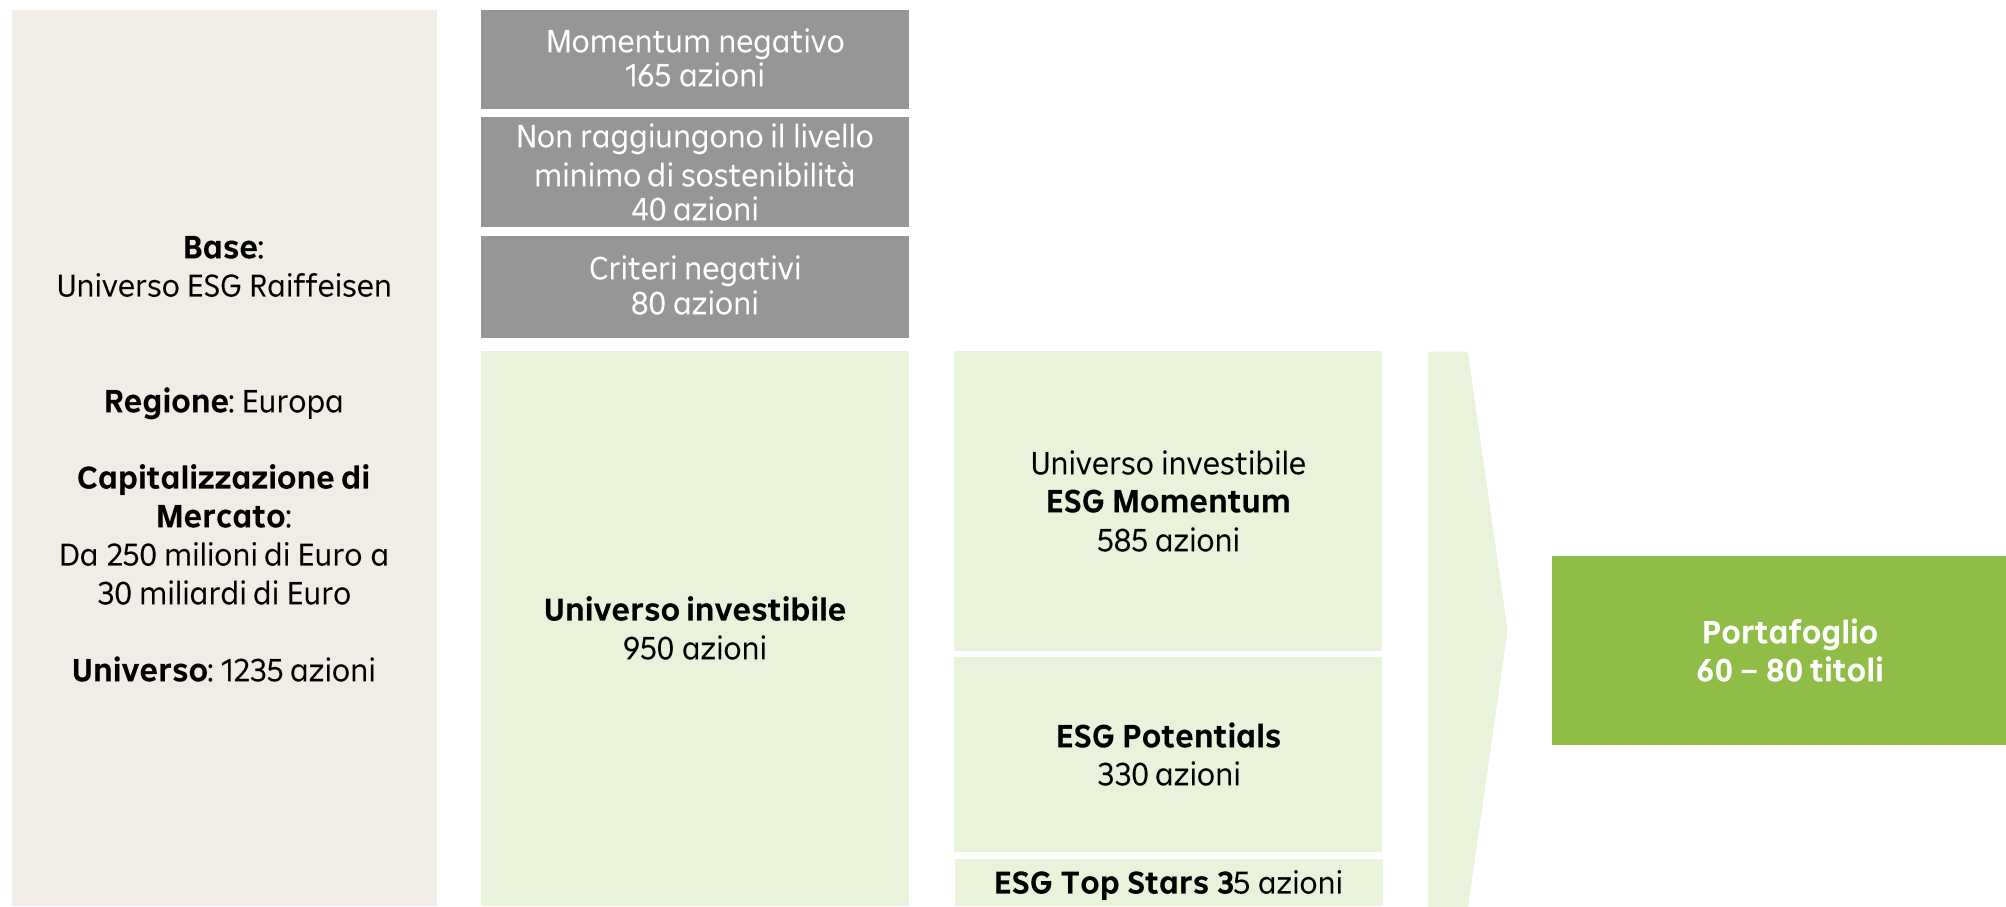 Base:
Universo ESG Raiffeisen
Regione: Europa
Capitalizzazione di
Mercato:
Da 250 milioni di Euro a
30 miliardi di Euro
Universo: 1235 azioni
Momentum negativo
165 azioni
Non raggiungono il livello
minimo di sostenibilità
40 azioni
Criteri negativi
80 azioni
Universo investibile
950 azioni
Universo investibile
ESG Momentum
585 azioni
ESG Potentials
330 azioni
ESG Top Stars 35 azioni
Portafoglio
60 – 80 titoli